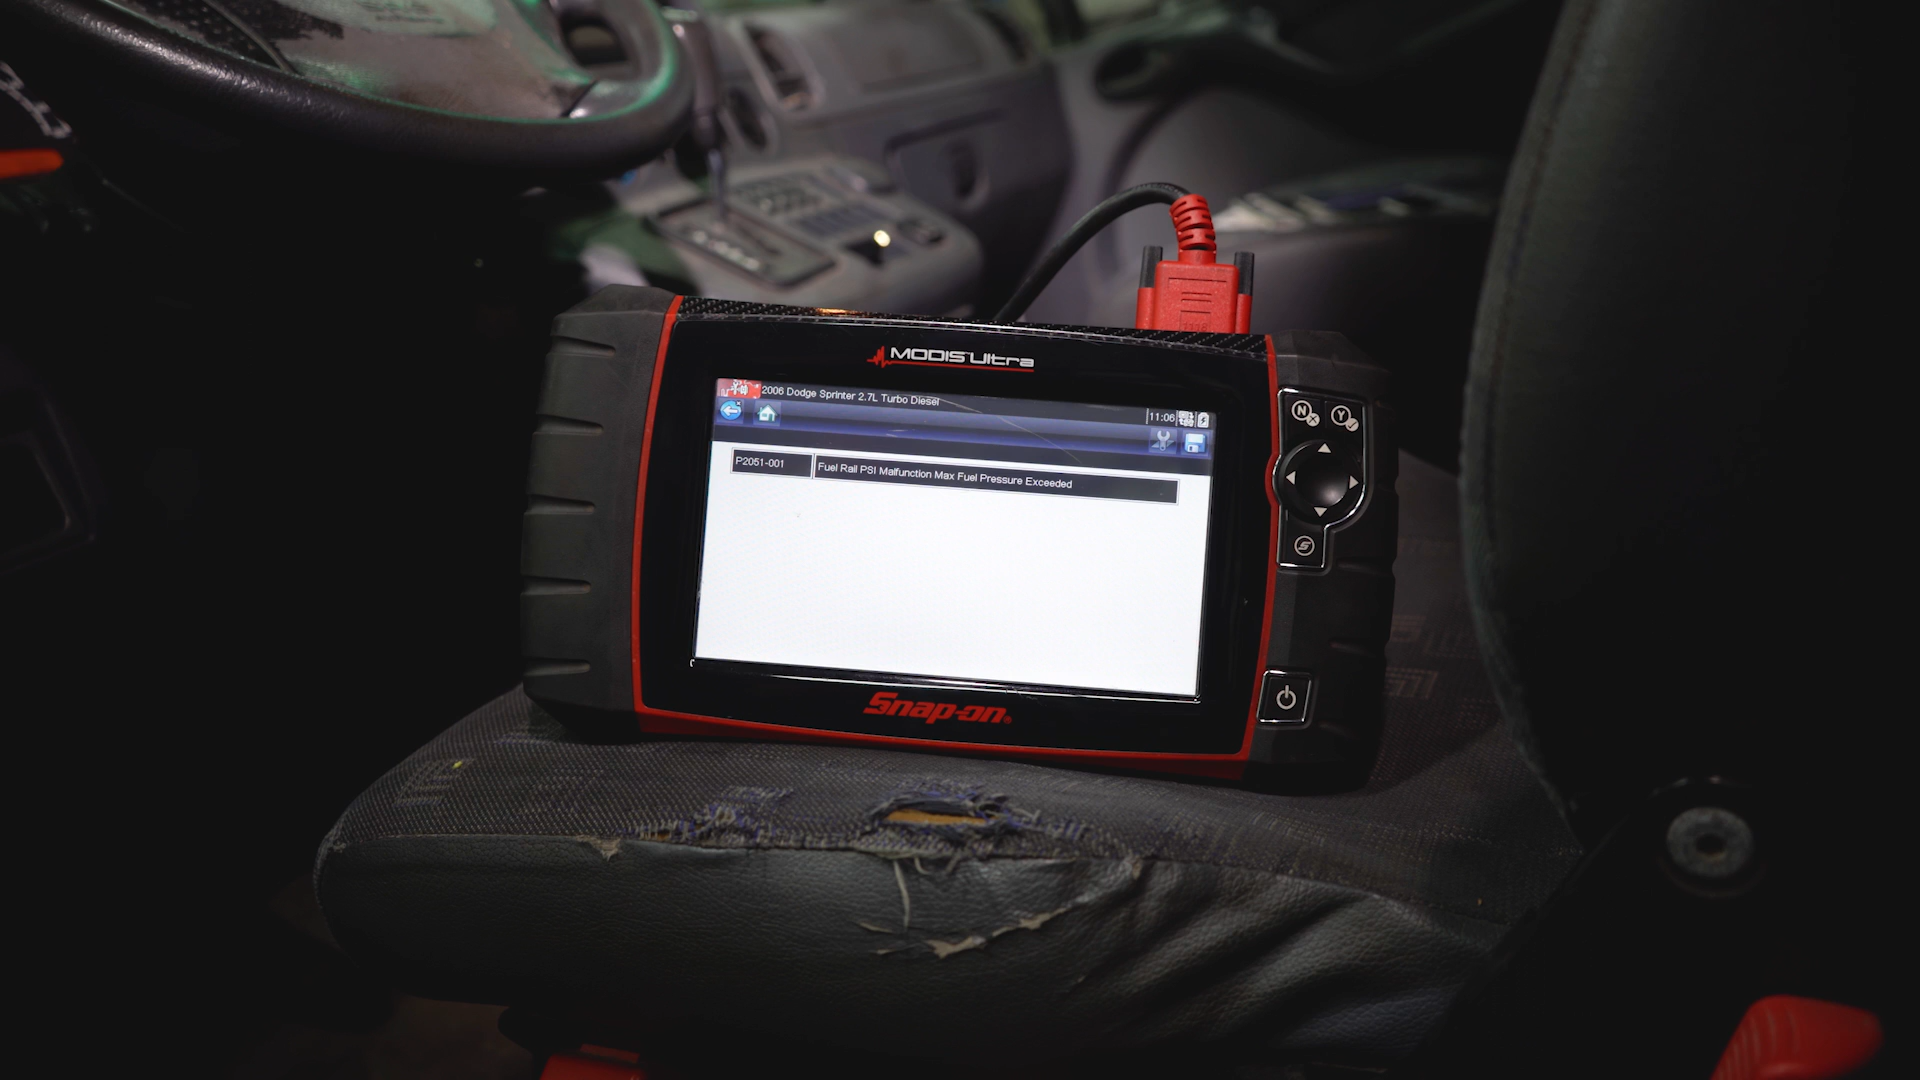 MODIS Ultra
2006 Dodge Sprinter 2.7L Turbo Diesel
11:06
P2051-001
Fuel Rail PSI Malfunction Max Fuel Pressure Exceeded
N
Y
S
Snap-on®